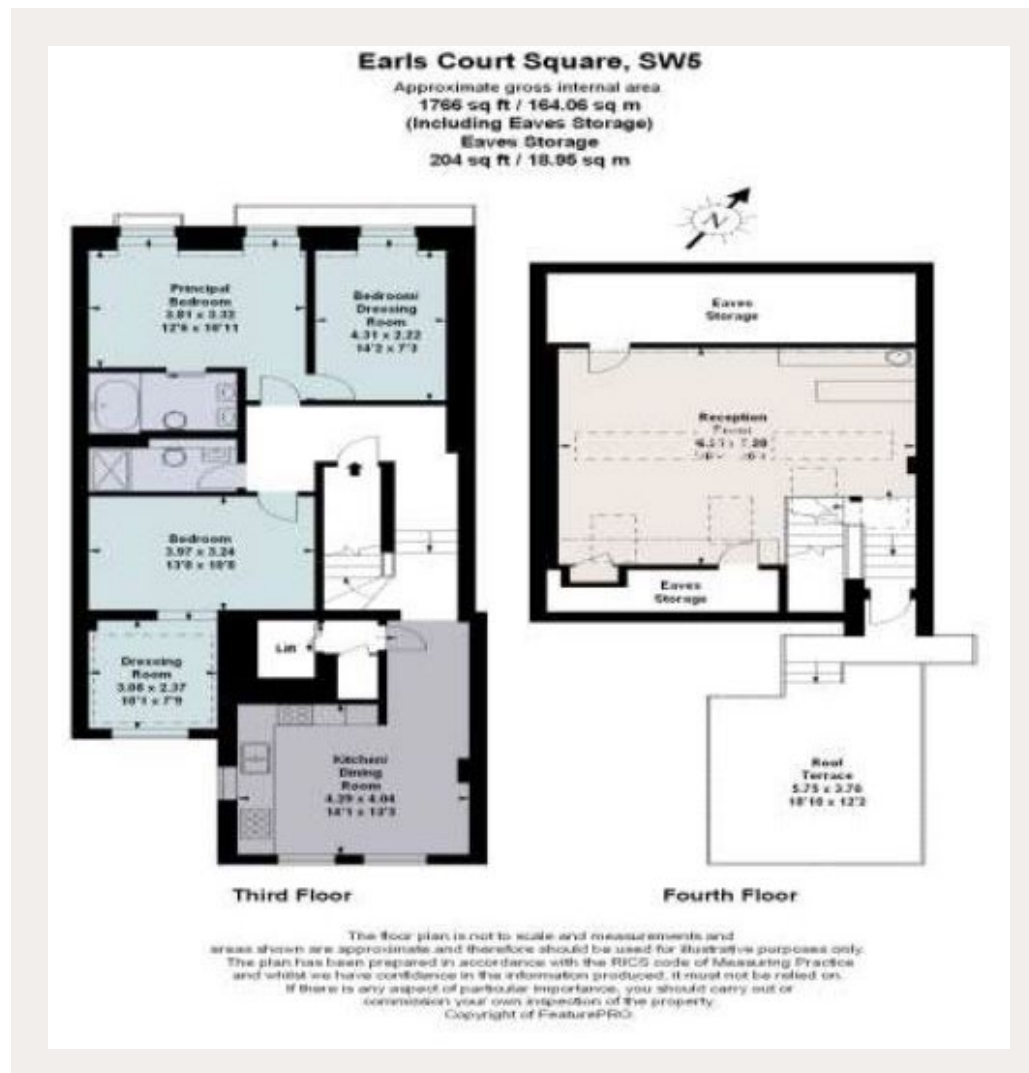 Earls Court Square, SW5
Approximate gross internal area
1766 sq ft / 164.06 sq m
(Including Eaves Storage)
Eaves Storage
204 sq ft / 18.95 sq m
N
Principal
Bedroom
3.81 x 3.33
12'6 x 10'11
Bedroom/
Dressing
Room
4.31 x 2.22
14'2 x 7'3
Eaves
Storage
Reception
Bedroom
3.97 x 3.24
Eaves
Storage
Lift
Dressing
Room
3.08 x 2.37
10'1 x 7'9
Kitchen/
Dining
Room
4.29 x 4.04
14'1 x 13'3
Roof
Terrace
5.75 x 3.70
18'10 x 12'2
Third Floor
Fourth Floor
The floor plan is not to scale and measurements and
areas shown are approximate and therefore should be used for illustrative purposes only.
The plan has been prepared in accordance with the RICS code of Measuring Practice
and whilst we have confidence in the information produced, it must not be relied on.
If there is any aspect of particular importance, you should carry out or
commission your own inspection of the property.
Copyright of FeaturePRO